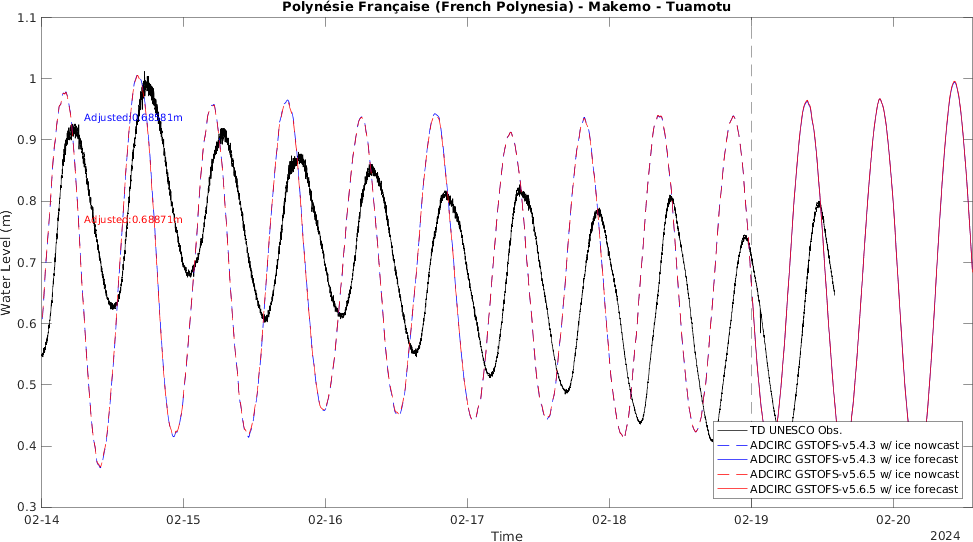 Polynésie Française (French Polynesia) - Makemo - Tuamotu
1.1
1
0.9
0.8
0.7
0.6
0.5
0.4
0.3
Water Level (m)
Adjusted:0.68581m
Adjusted:0.68871m
TD UNESCO Obs.
ADCIRC GSTOFS-v5.4.3 w/ ice nowcast
ADCIRC GSTOFS-v5.4.3 w/ ice forecast
ADCIRC GSTOFS-v5.6.5 w/ ice nowcast
ADCIRC GSTOFS-v5.6.5 w/ ice forecast
02-14 02-15 02-16 02-17 02-18 02-19 02-20
Time
2024